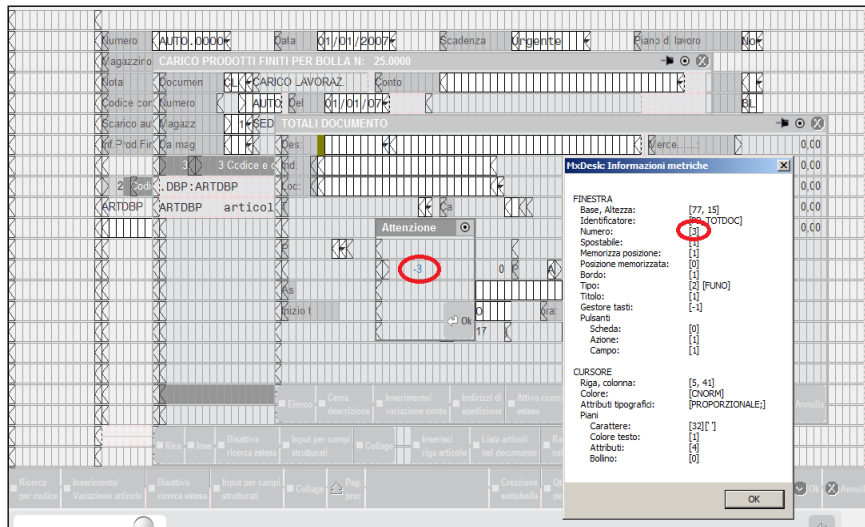 Numero AUTO.0000 Data 01/01/2007 Scadenza Urgente Piano di lavoro No
Magazzino CARICO PRODOTTI FINITI PER BOLLA N: 25.0000
Nota Documen CL CARICO LAVORAZ. Conto
Codice con Numero AUTO Del 01/01/07 BL
Scarico au Magazz 1 SED TOTALI DOCUMENTO
Inf.Prod.Fin Da mag Des: Merce.....: 0,00
3 3 Codice e d Ind: 0,00
2 Codi .DBP:ARTDBP Loc: 0,00
ARTDBP ARTDBP articol Ca 0,00
Attenzione
-3 0
As
Inizio t ora:
Ok 17
MxDesk: Informazioni metriche
FINESTRA
Base, Altezza: [77, 15]
Identificatore: TOTDOC]
Numero: [3]
Spostabile: [1]
Memorizza posizione: [1]
Posizione memorizzata: [0]
Bordo: [1]
Tipo: [2] [FUNO]
Titolo: [1]
Gestore tasti: [-1]
Pulsanti
Scheda: [0]
Azione: [1]
Campo: [1]
CURSORE
Riga, colonna: [5, 41]
Colore: [CNORM]
Attributi tipografici: [PROPORZIONALE;]
Piani
Carattere: [32][' ']
Colore testo: [1]
Attributi: [4]
Bollino: [0]
OK
Elenco Cerca descrizione Inserimento/ variazione conto Indirizzi di spedizione Attiva ricerca estesa Annulla
Rice Inse Disattiva ricerca estesa Input per campi strutturati Collage Inserisci riga articolo Lista articoli nel documento
Ricerca per codice Inserimento/ Variazione articolo Disattiva ricerca estesa Input per campi strutturati Collage Pag. prec Creazione sottobolla Ok Annulla